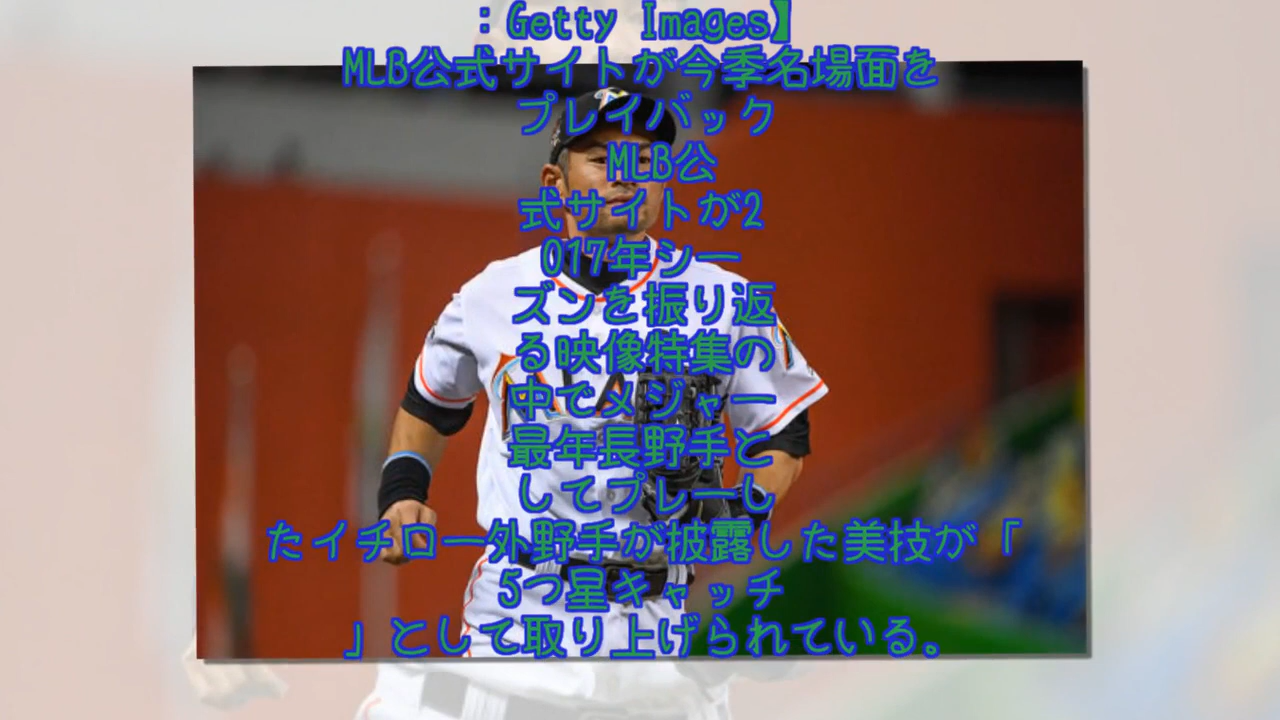 ：Getty Images】
MLB公式サイトが今季名場面を
プレイバック
MLB公
式サイトが2
017年シー
ズンを振り返
る映像特集の
中でメジャー
最年長野手と
してプレーし
たイチロー外野手が披露した美技が「
5つ星キャッチ
」として取り上げられている。